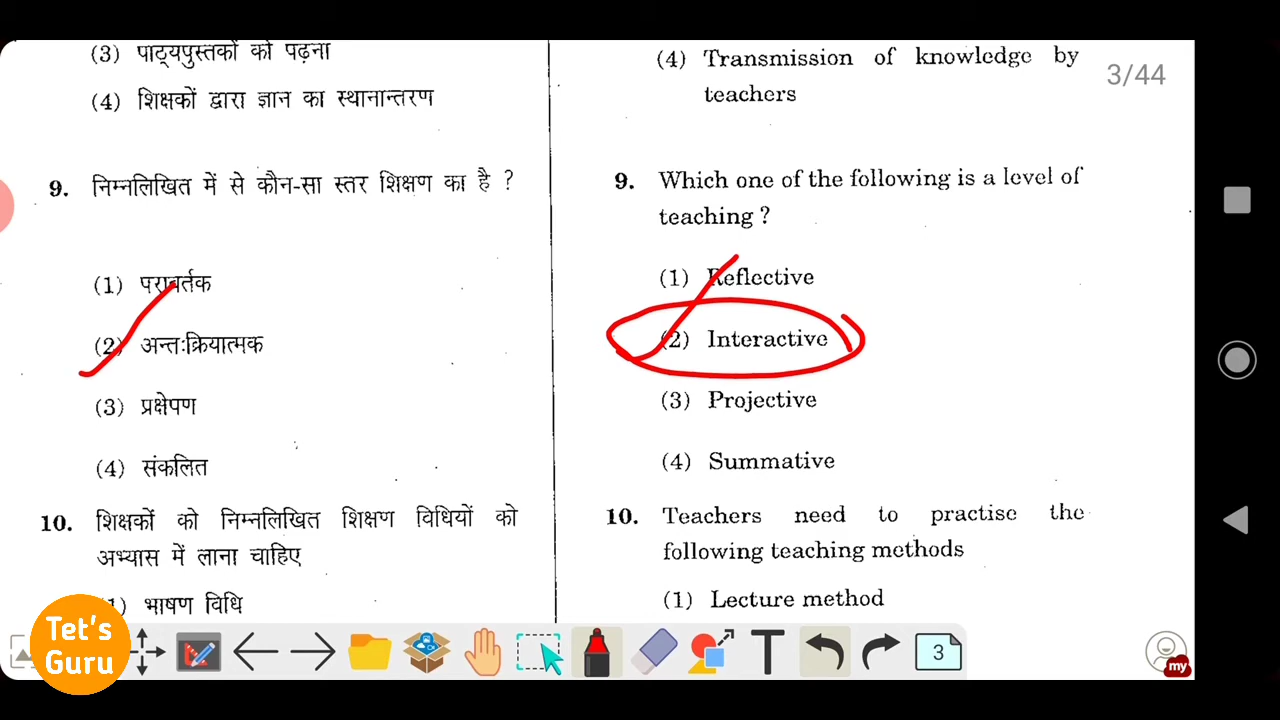 (3) पाठ्यपुस्तकों को पढ़ना
(4) शिक्षकों द्वारा ज्ञान का स्थानान्तरण
9. निम्नलिखित में से कौन-सा स्तर शिक्षण का है ?
(1) परावर्तक
(2) अन्तःक्रियात्मक
(3) प्रक्षेपण
(4) संकलित
10. शिक्षकों को निम्नलिखित शिक्षण विधियों को
अभ्यास में लाना चाहिए
(1) भाषण विधि
(4) Transmission of knowledge by
teachers
9. Which one of the following is a level of
teaching ?
(1) Reflective
(2) Interactive
(3) Projective
(4) Summative
10. Teachers need to practise the
following teaching methods
(1) Lecture method
3/44
Tet's
Guru
T
3
my